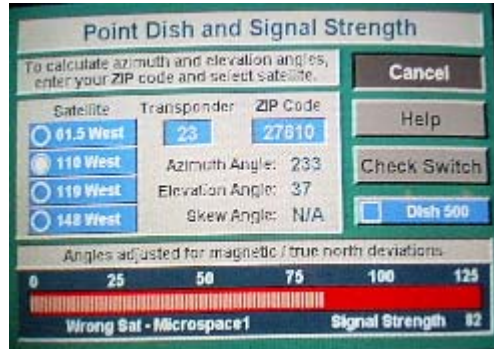 Point Dish and Signal Strength
To calculate azimuth and elevation angles,
enter your ZIP code and select satellite.
Cancel
Satellite Transponder ZIP Code
61.5 West 23 27610
Help
110 West Azimuth Angle: 233
Check Switch
119 West Elevation Angle: 37
148 West Skew Angle: N/A
Dish 500
Angles adjusted for magnetic / true north deviations
0 25 50 75 100 125
Wrong Sat - Microspace1 Signal Strength 82